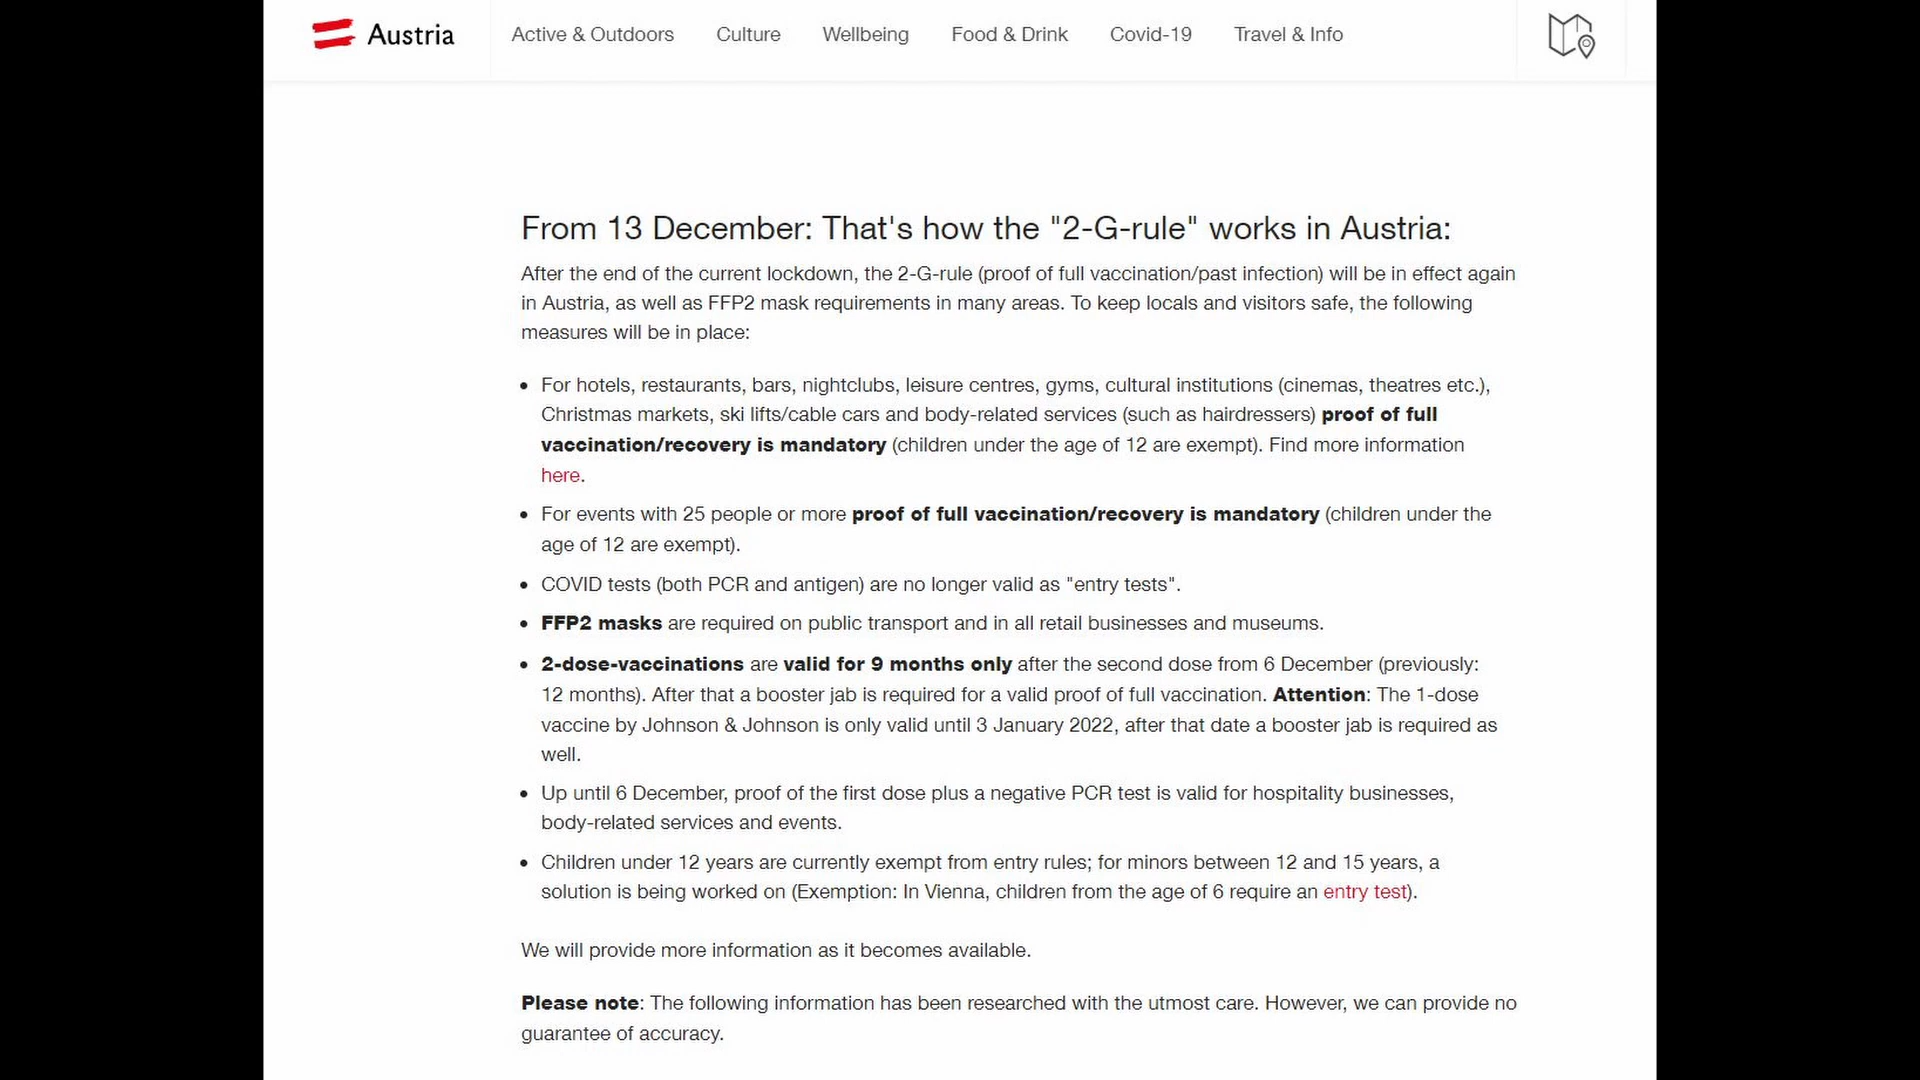 Austria
Active & Outdoors
Culture
Wellbeing
Food & Drink
Covid-19
Travel & Info
From 13 December: That's how the "2-G-rule" works in Austria:
After the end of the current lockdown, the 2-G-rule (proof of full vaccination/past infection) will be in effect again
in Austria, as well as FFP2 mask requirements in many areas. To keep locals and visitors safe, the following
measures will be in place:
• For hotels, restaurants, bars, nightclubs, leisure centres, gyms, cultural institutions (cinemas, theatres etc.),
Christmas markets, ski lifts/cable cars and body-related services (such as hairdressers) proof of full
vaccination/recovery is mandatory (children under the age of 12 are exempt). Find more information
here.
• For events with 25 people or more proof of full vaccination/recovery is mandatory (children under the
age of 12 are exempt).
• COVID tests (both PCR and antigen) are no longer valid as "entry tests".
• FFP2 masks are required on public transport and in all retail businesses and museums.
• 2-dose-vaccinations are valid for 9 months only after the second dose from 6 December (previously:
12 months). After that a booster jab is required for a valid proof of full vaccination. Attention: The 1-dose
vaccine by Johnson & Johnson is only valid until 3 January 2022, after that date a booster jab is required as
well.
• Up until 6 December, proof of the first dose plus a negative PCR test is valid for hospitality businesses,
body-related services and events.
• Children under 12 years are currently exempt from entry rules; for minors between 12 and 15 years, a
solution is being worked on (Exemption: In Vienna, children from the age of 6 require an entry test).
We will provide more information as it becomes available.
Please note: The following information has been researched with the utmost care. However, we can provide no
guarantee of accuracy.